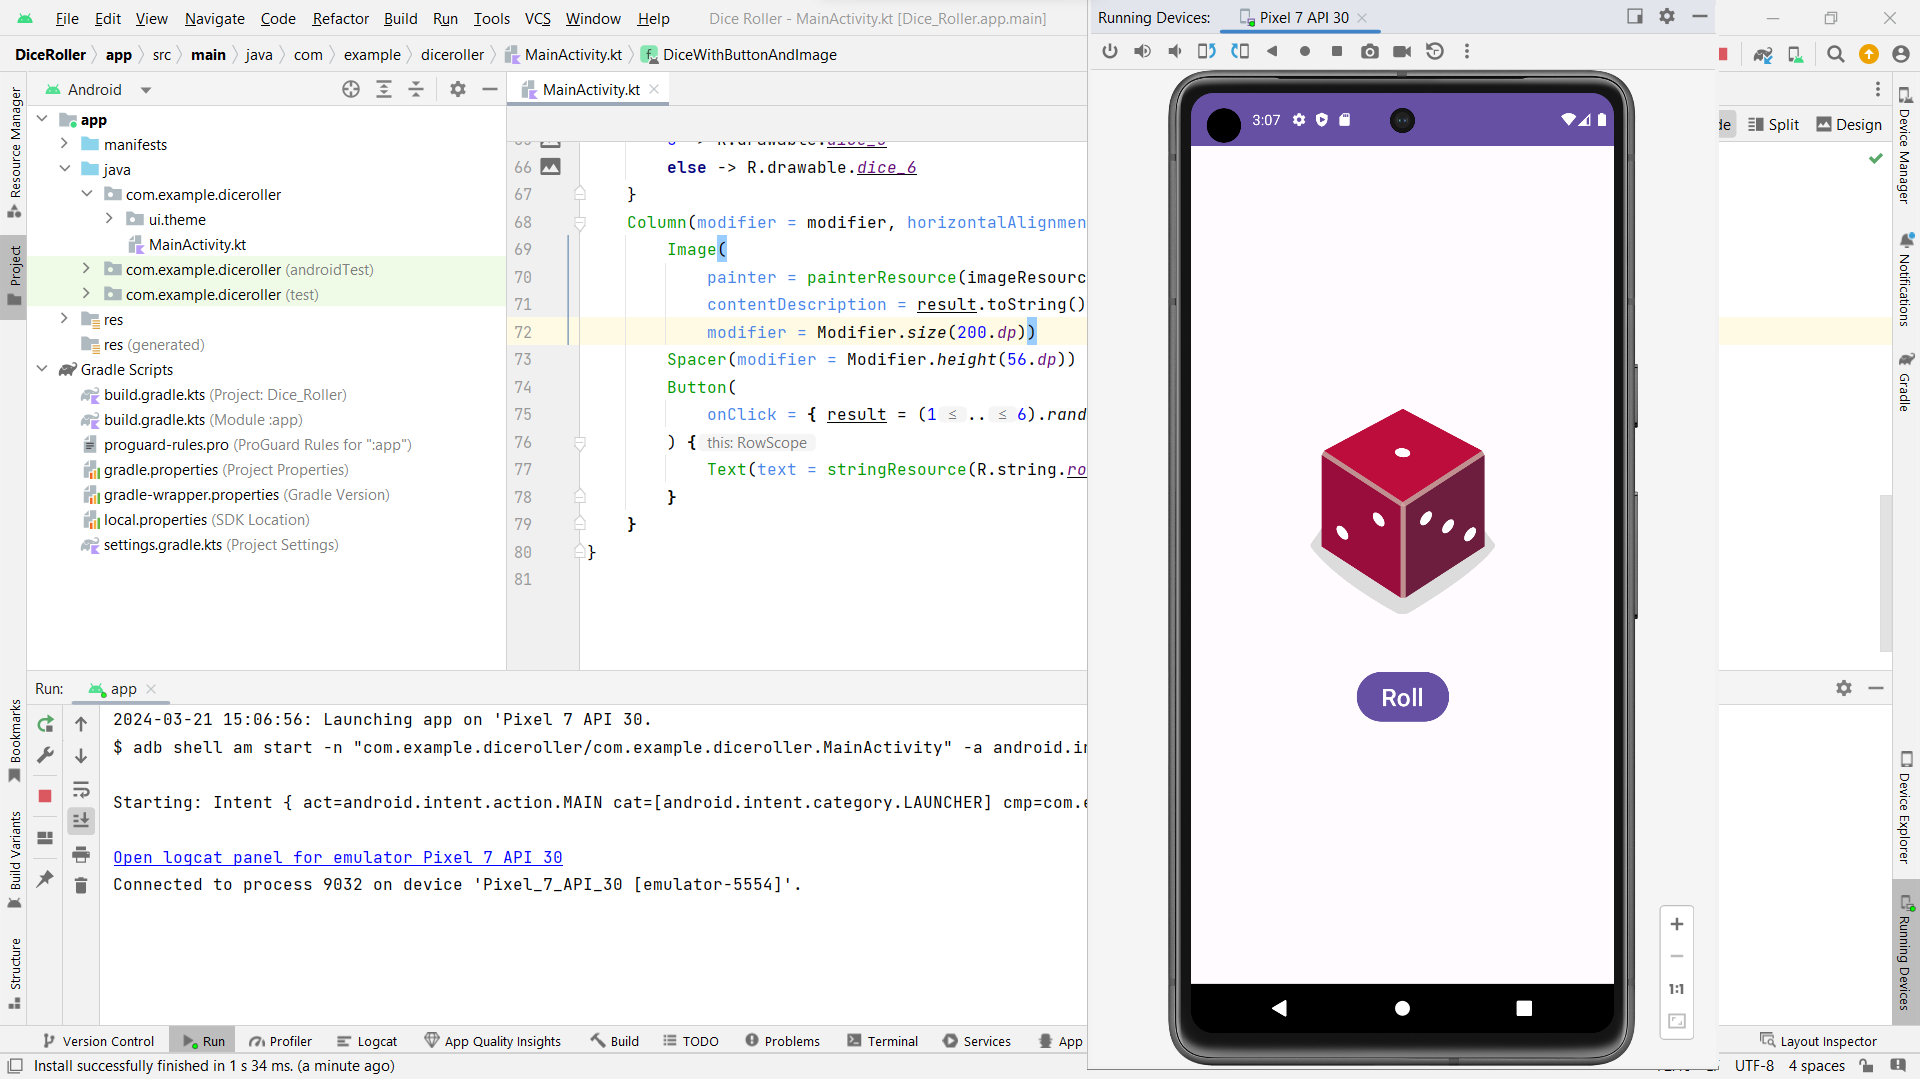 File Edit View Navigate Code Refactor Build Run Tools VCS Window Help Dice Roller - MainActivity.kt [Dice_Roller.app.main]
Running Devices: Pixel 7 API 30
DiceRoller app src main java com example diceroller MainActivity.kt DiceWithButtonAndImage
Android
MainActivity.kt
Split Design
app
manifests
java
com.example.diceroller
ui.theme
MainActivity.kt
com.example.diceroller (androidTest)
com.example.diceroller (test)
res
res (generated)
Gradle Scripts
build.gradle.kts (Project: Dice_Roller)
build.gradle.kts (Module :app)
proguard-rules.pro (ProGuard Rules for ":app")
gradle.properties (Project Properties)
gradle-wrapper.properties (Gradle Version)
local.properties (SDK Location)
settings.gradle.kts (Project Settings)
66 else -> R.drawable.dice_6
67 }
68 Column(modifier = modifier, horizontalAlignmen
69 Image(
70 painter = painterResource(imageResourc
71 contentDescription = result.toString()
72 modifier = Modifier.size(200.dp))
73 Spacer(modifier = Modifier.height(56.dp))
74 Button(
75 onClick = { result = (1 ≤ .. ≤ 6).rand
76 ) { this: RowScope
77 Text(text = stringResource(R.string.ro
78 }
79 }
80 }
81
3:07
Roll
1:1
Run: app
2024-03-21 15:06:56: Launching app on 'Pixel 7 API 30.
$ adb shell am start -n "com.example.diceroller/com.example.diceroller.MainActivity" -a android.in
Starting: Intent { act=android.intent.action.MAIN cat=[android.intent.category.LAUNCHER] cmp=com.e
Open logcat panel for emulator Pixel 7 API 30
Connected to process 9032 on device 'Pixel_7_API_30 [emulator-5554]'.
Resource Manager
Project
Bookmarks
Build Variants
Structure
Device Manager
Notifications
Gradle
Device Explorer
Running Devices
Version Control Run Profiler Logcat App Quality Insights Build TODO Problems Terminal Services App
Layout Inspector
Install successfully finished in 1 s 34 ms. (a minute ago)
UTF-8 4 spaces